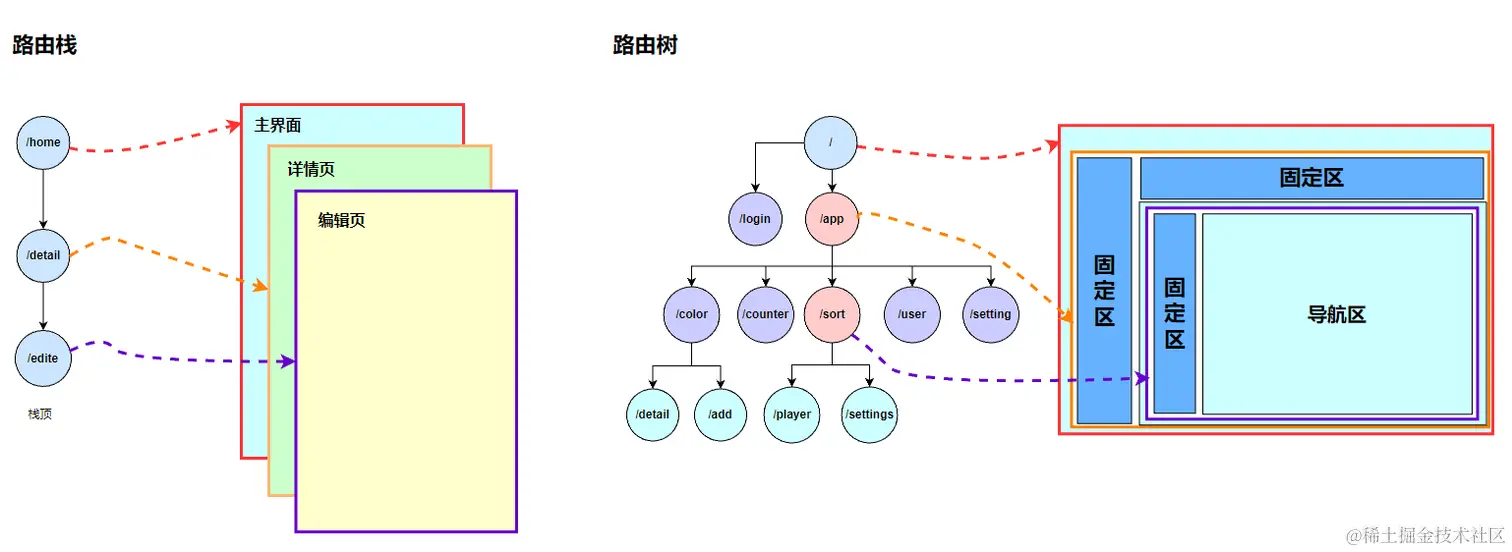 路由栈
/home
/detail
/edite
栈顶
主界面
详情页
编辑页
路由树
/
/login
/app
/color
/counter
/sort
/user
/setting
/detail
/add
/player
/settings
固定区
固定区
固定区
导航区
@稀土掘金技术社区